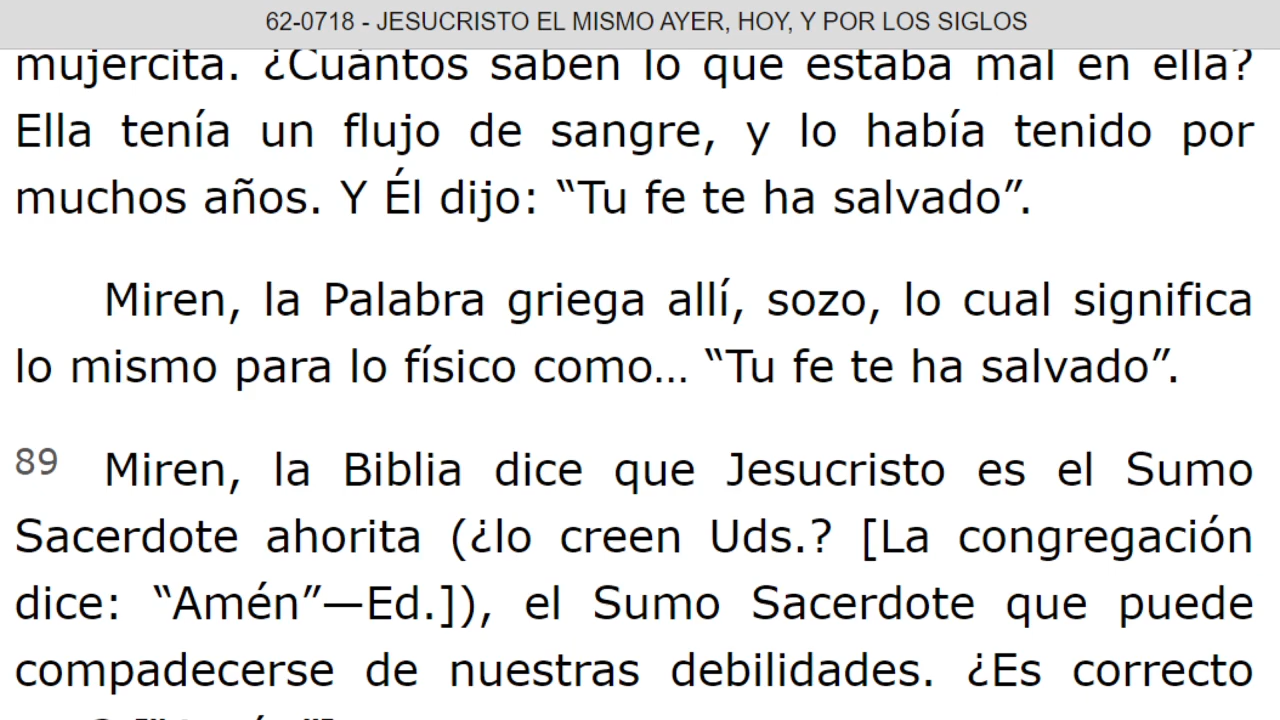 62-0718 - JESUCRISTO EL MISMO AYER, HOY, Y POR LOS SIGLOS
mujercita. ¿Cuántos saben lo que estaba mal en ella?
Ella tenía un flujo de sangre, y lo había tenido por
muchos años. Y Él dijo: “Tu fe te ha salvado”.
Miren, la Palabra griega allí, sozo, lo cual significa
lo mismo para lo físico como… “Tu fe te ha salvado”.
89 Miren, la Biblia dice que Jesucristo es el Sumo
Sacerdote ahorita (¿lo creen Uds.? [La congregación
dice: “Amén”—Ed.]), el Sumo Sacerdote que puede
compadecerse de nuestras debilidades. ¿Es correcto